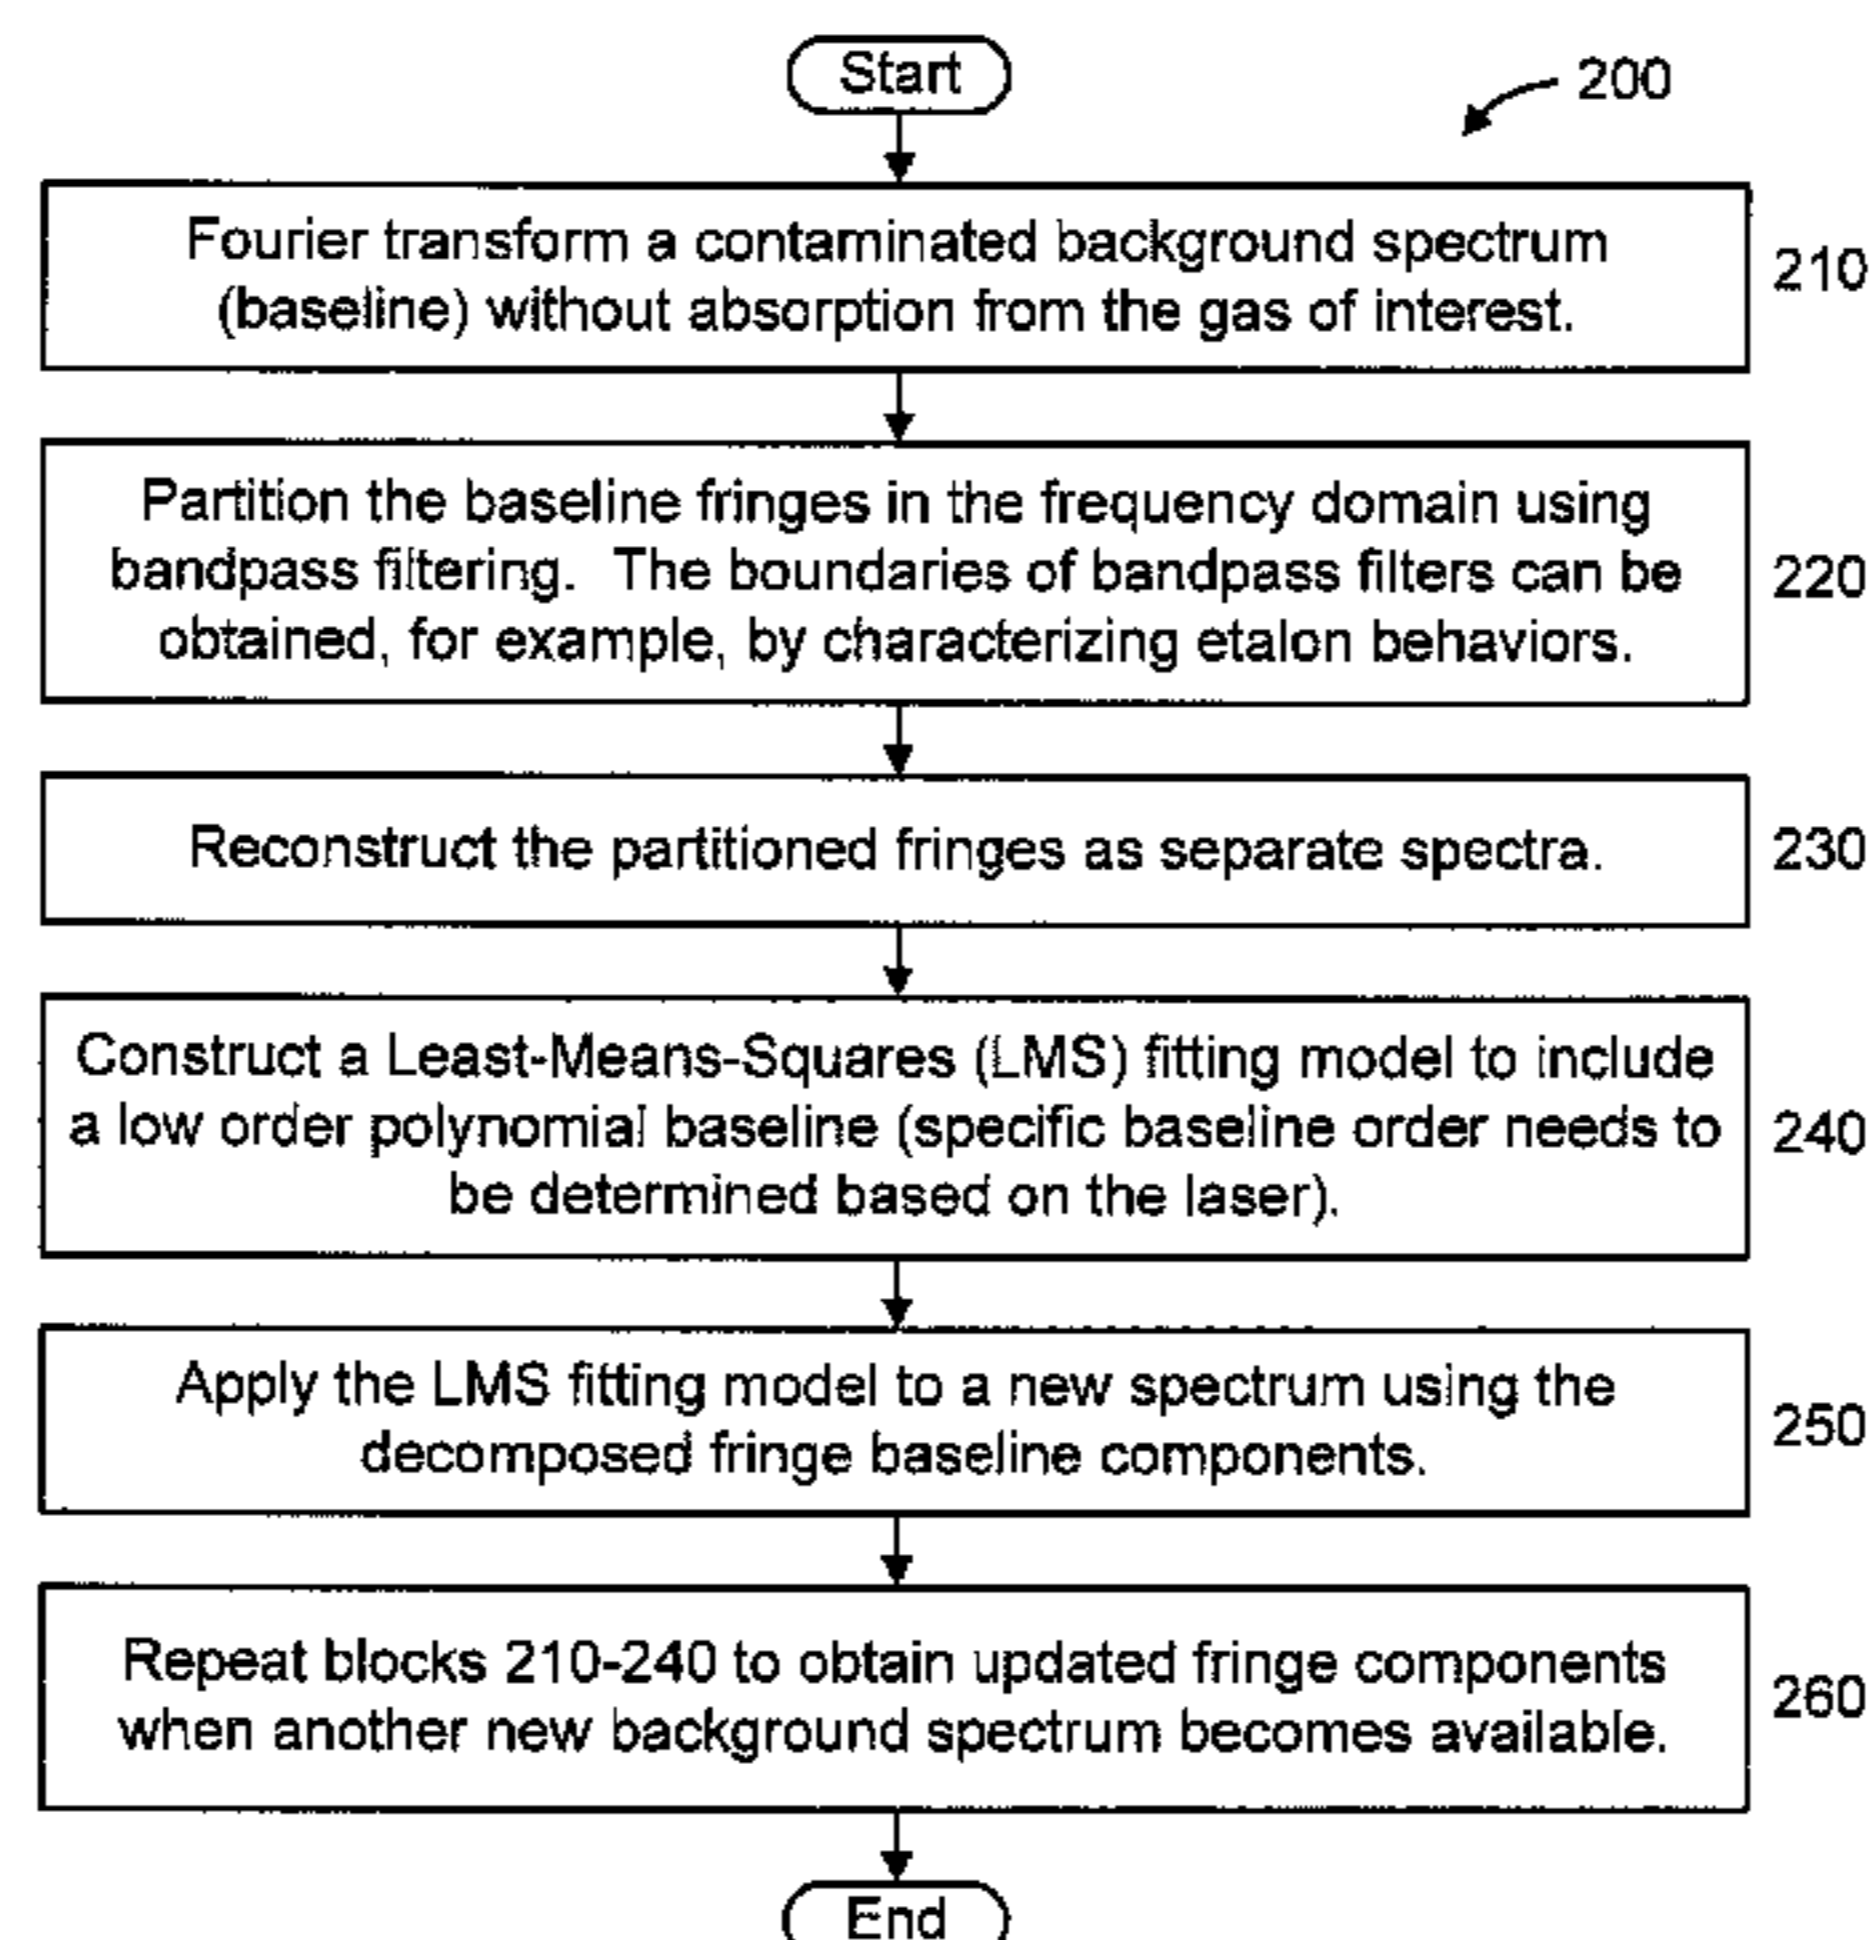 Start
200
Fourier transform a contaminated background spectrum
(baseline) without absorption from the gas of interest.
210
Partition the baseline fringes in the frequency domain using
bandpass filtering. The boundaries of bandpass filters can be
obtained, for example, by characterizing etalon behaviors.
220
Reconstruct the partitioned fringes as separate spectra.
230
Construct a Least-Means-Squares (LMS) fitting model to include
a low order polynomial baseline (specific baseline order needs to
be determined based on the laser).
240
Apply the LMS fitting model to a new spectrum using the
decomposed fringe baseline components.
250
Repeat blocks 210-240 to obtain updated fringe components
when another new background spectrum becomes available.
260
End